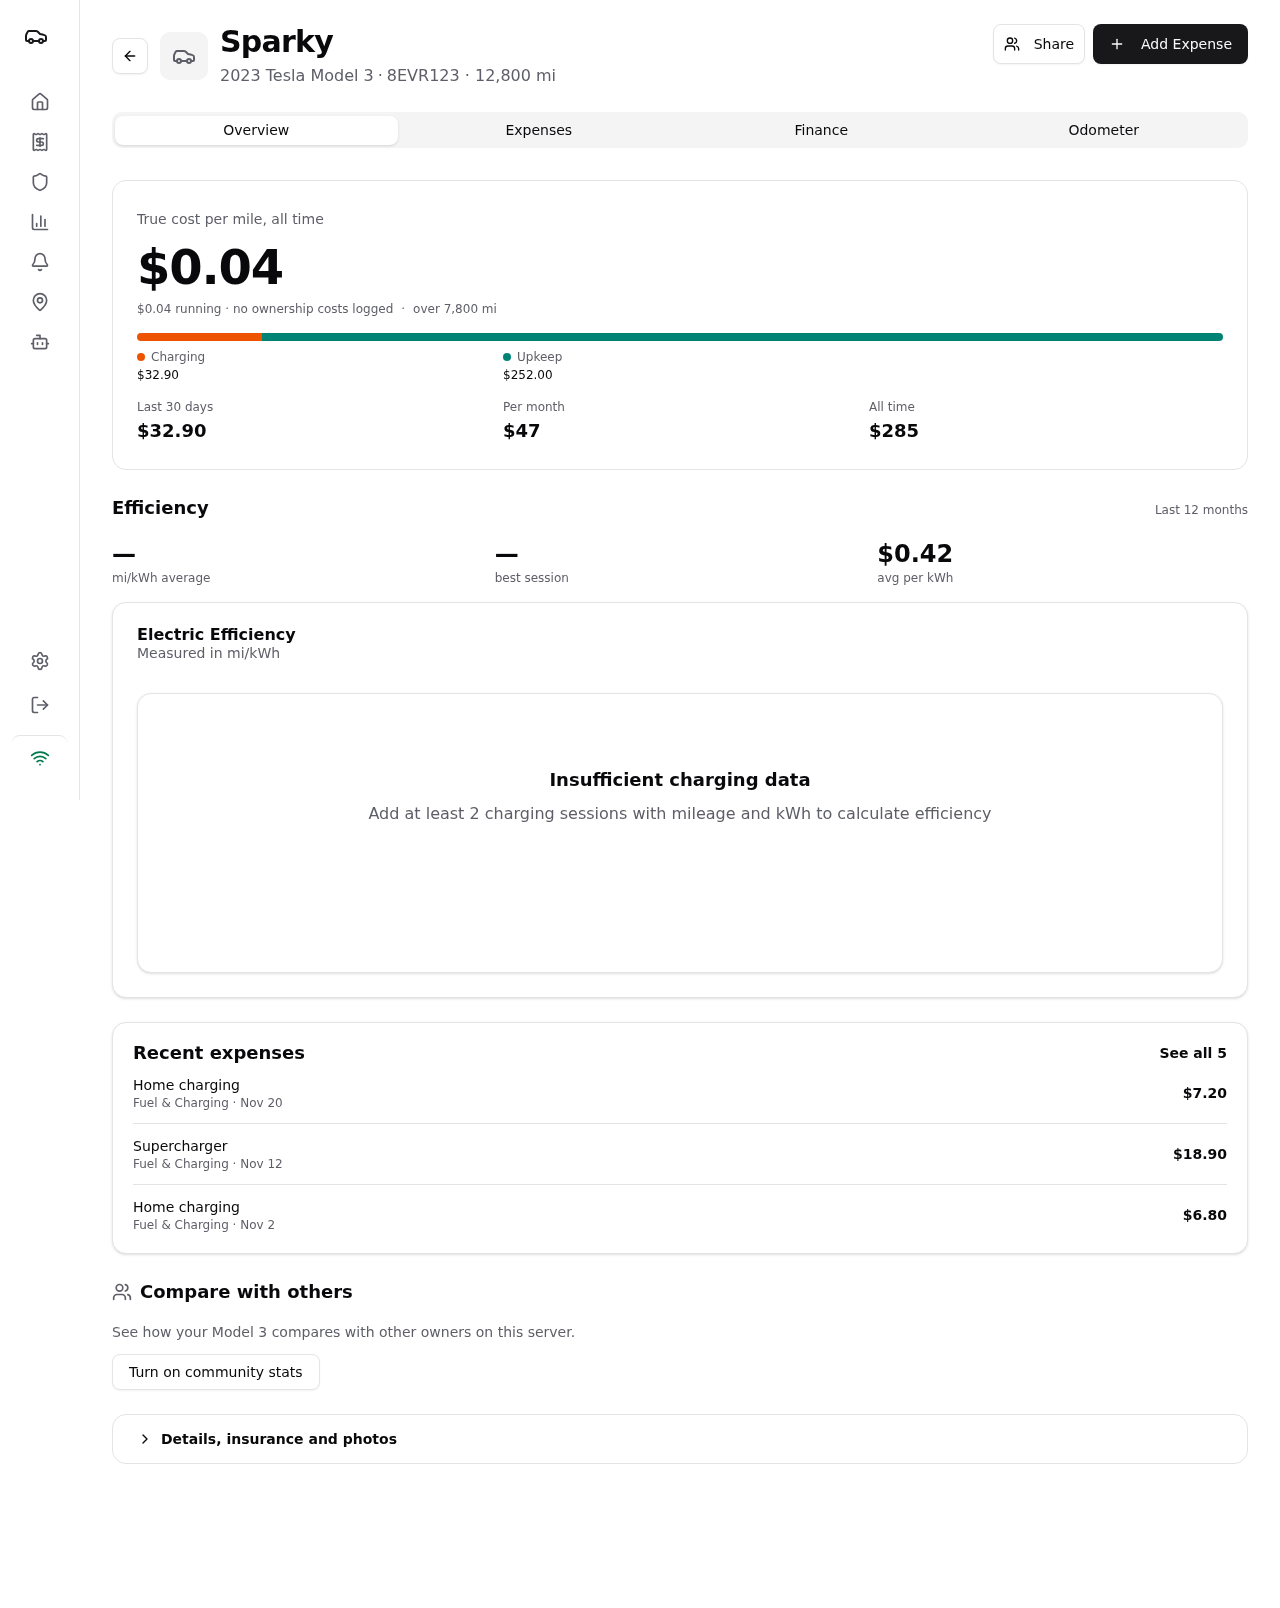 Sparky
2023 Tesla Model 3 · 8EVR123 · 12,800 mi
Share
Add Expense
Overview
Expenses
Finance
Odometer
True cost per mile, all time
$0.04
$0.04 running · no ownership costs logged · over 7,800 mi
Charging
$32.90
Upkeep
$252.00
Last 30 days
$32.90
Per month
$47
All time
$285
Efficiency
Last 12 months
—
mi/kWh average
—
best session
$0.42
avg per kWh
Electric Efficiency
Measured in mi/kWh
Insufficient charging data
Add at least 2 charging sessions with mileage and kWh to calculate efficiency
Recent expenses
See all 5
Home charging
Fuel & Charging · Nov 20
$7.20
Supercharger
Fuel & Charging · Nov 12
$18.90
Home charging
Fuel & Charging · Nov 2
$6.80
Compare with others
See how your Model 3 compares with other owners on this server.
Turn on community stats
Details, insurance and photos